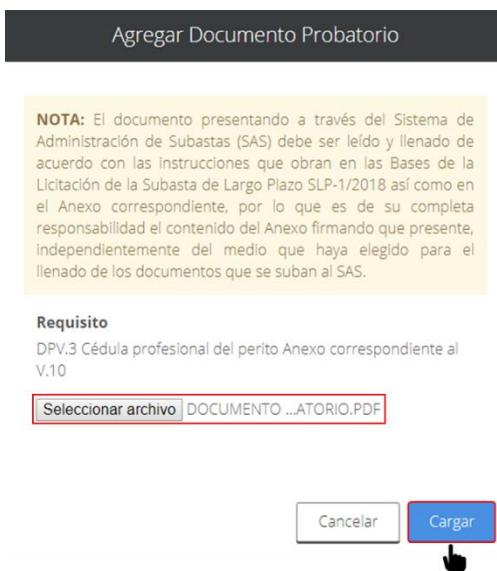 Agregar Documento Probatorio
NOTA: El documento presentando a través del Sistema de
Administración de Subastas (SAS) debe ser leído y llenado de
acuerdo con las instrucciones que obran en las Bases de la
Licitación de la Subasta de Largo Plazo SLP-1/2018 así como en
el Anexo correspondiente, por lo que es de su completa
responsabilidad el contenido del Anexo firmando que presente,
independientemente del medio que haya elegido para el
llenado de los documentos que se suban al SAS.
Requisito
DPV.3 Cédula profesional del perito Anexo correspondiente al
V.10
Seleccionar archivo DOCUMENTO ...ATORIO.PDF
Cancelar Cargar